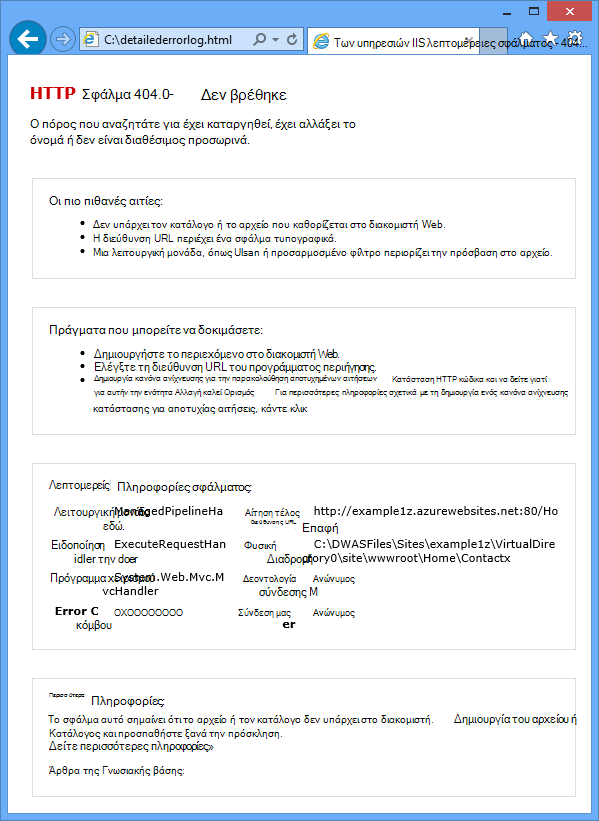 C:\detailederrorlog.html
Των υπηρεσιών IIS λεπτομέρειες σφάλματος - 404...
HTTP Σφάλμα 404.0- Δεν βρέθηκε
Ο πόρος που αναζητάτε για έχει καταργηθεί, έχει αλλάξει το
όνομά ή δεν είναι διαθέσιμος προσωρινά.
Οι πιο πιθανές αιτίες:
• Δεν υπάρχει τον κατάλογο ή το αρχείο που καθορίζεται στο διακομιστή Web.
• Η διεύθυνση URL περιέχει ένα σφάλμα τυπογραφικά.
• Μια λειτουργική μονάδα, όπως Ulsan ή προσαρμοσμένο φίλτρο περιορίζει την πρόσβαση στο αρχείο.
Πράγματα που μπορείτε να δοκιμάσετε:
• Δημιουργήστε το περιεχόμενο στο διακομιστή Web.
• Ελέγξτε τη διεύθυνση URL του προγράμματος περιήγησης.
• Δημιουργία κανόνα ανίχνευσης για την παρακολούθηση αποτυχημένων αιτήσεων Κατάσταση HTTP κώδικα και να δείτε γιατί
για αυτήν την ενότητα Αλλαγή καλεί Ορισμός Για περισσότερες πληροφορίες σχετικά με τη δημιουργία ενός κανόνα ανίχνευσης
κατάστασης για αποτυχίας αιτήσεις, κάντε κλικ
Λεπτομερείς Πληροφορίες σφάλματος:
Λειτουργική μονάδα ManagedPipelineHa Αίτηση τέλος http://example1z.azurewebsites.net:80/Ho
εδώ. διεύθυνσης URL Επαφή
Ειδοποίηση ExecuteRequestHan Φυσική C:\DWASFiles\Sites\example1z\VirtualDire
idler την doer Διαδρομή ctory0\site\wwwroot\Home\Contactx
Πρόγραμμα χειρισμού System.Web.Mvc.M Δεοντολογία Ανώνυμος
vcHandler σύνδεσης M
Error C OXOOOOOOOO Σύνδεση μας Ανώνυμος
κόμβου er
Περισσότερα Πληροφορίες:
Το σφάλμα αυτό σημαίνει ότι το αρχείο ή τον κατάλογο δεν υπάρχει στο διακομιστή. Δημιουργία του αρχείου ή
Κατάλογος και προσπαθήστε ξανά την πρόσκληση.
Δείτε περισσότερες πληροφορίες»
Άρθρα της Γνωσιακής βάσης: